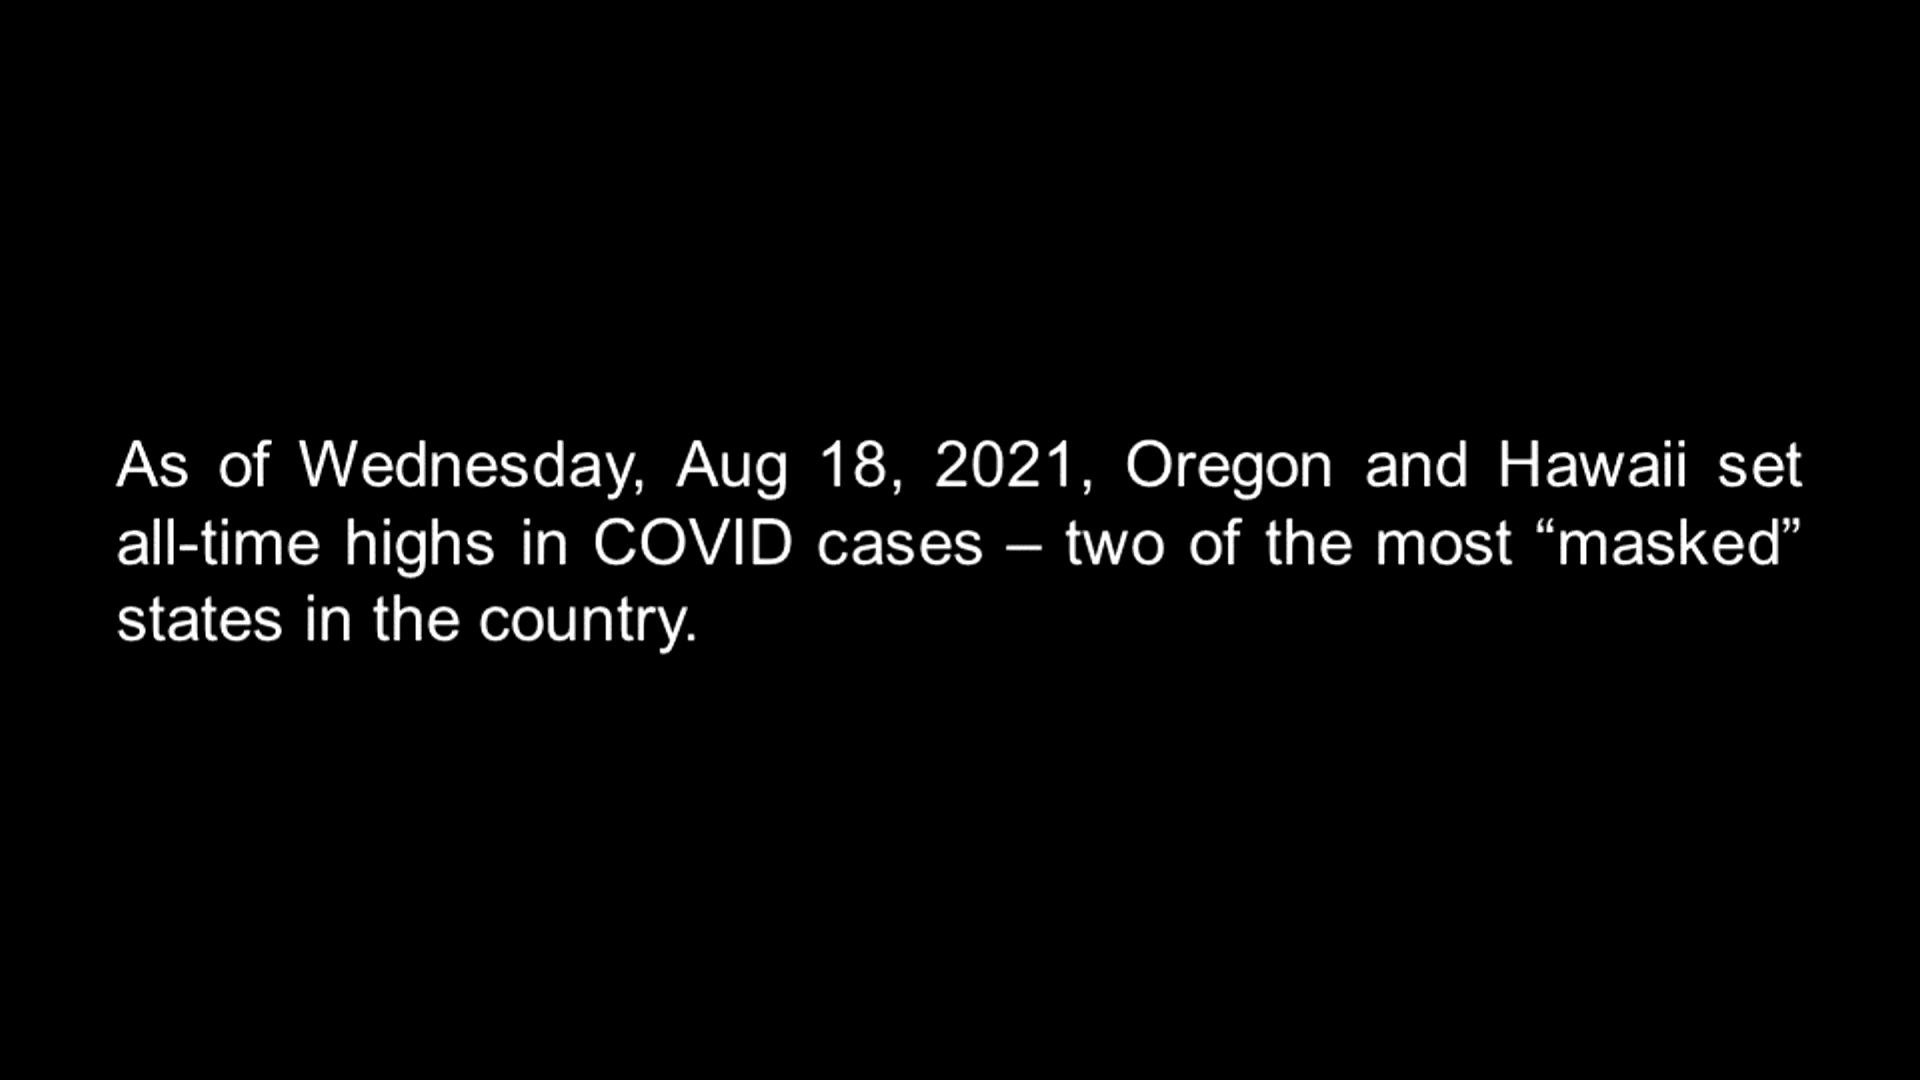 As of Wednesday, Aug 18, 2021, Oregon and Hawaii set
all-time highs in COVID cases – two of the most “masked”
states in the country.